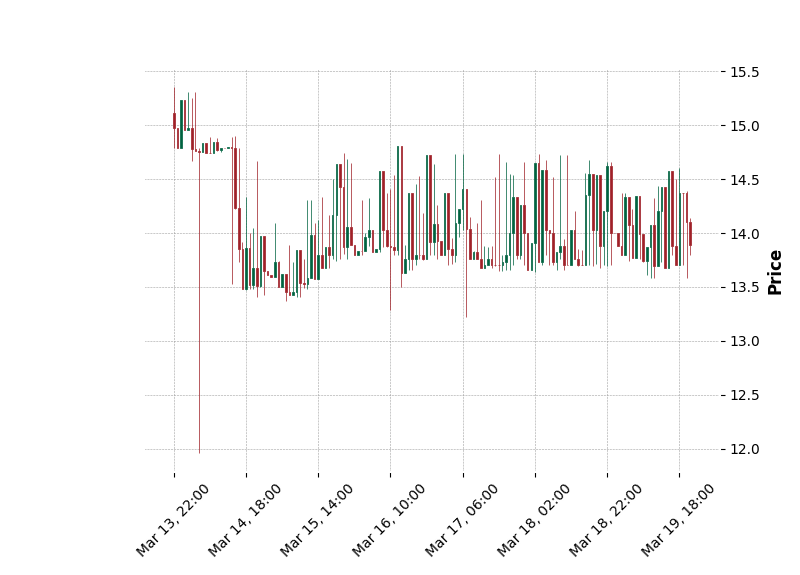 15.5
15.0
14.5
14.0
13.5
13.0
12.5
12.0
Price
Mar 13, 22:00
Mar 14, 18:00
Mar 15, 14:00
Mar 16, 10:00
Mar 17, 06:00
Mar 18, 02:00
Mar 18, 22:00
Mar 19, 18:00